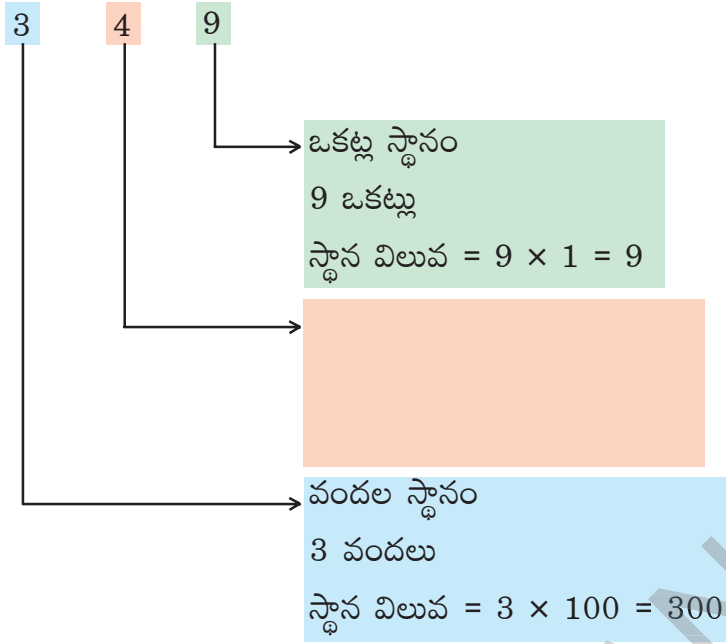 3 4 9
ఒకట్ల స్థానం
9 ఒకట్లు
స్థాన విలువ = 9 × 1 = 9
వందల స్థానం
3 వందలు
స్థాన విలువ = 3 × 100 = 300